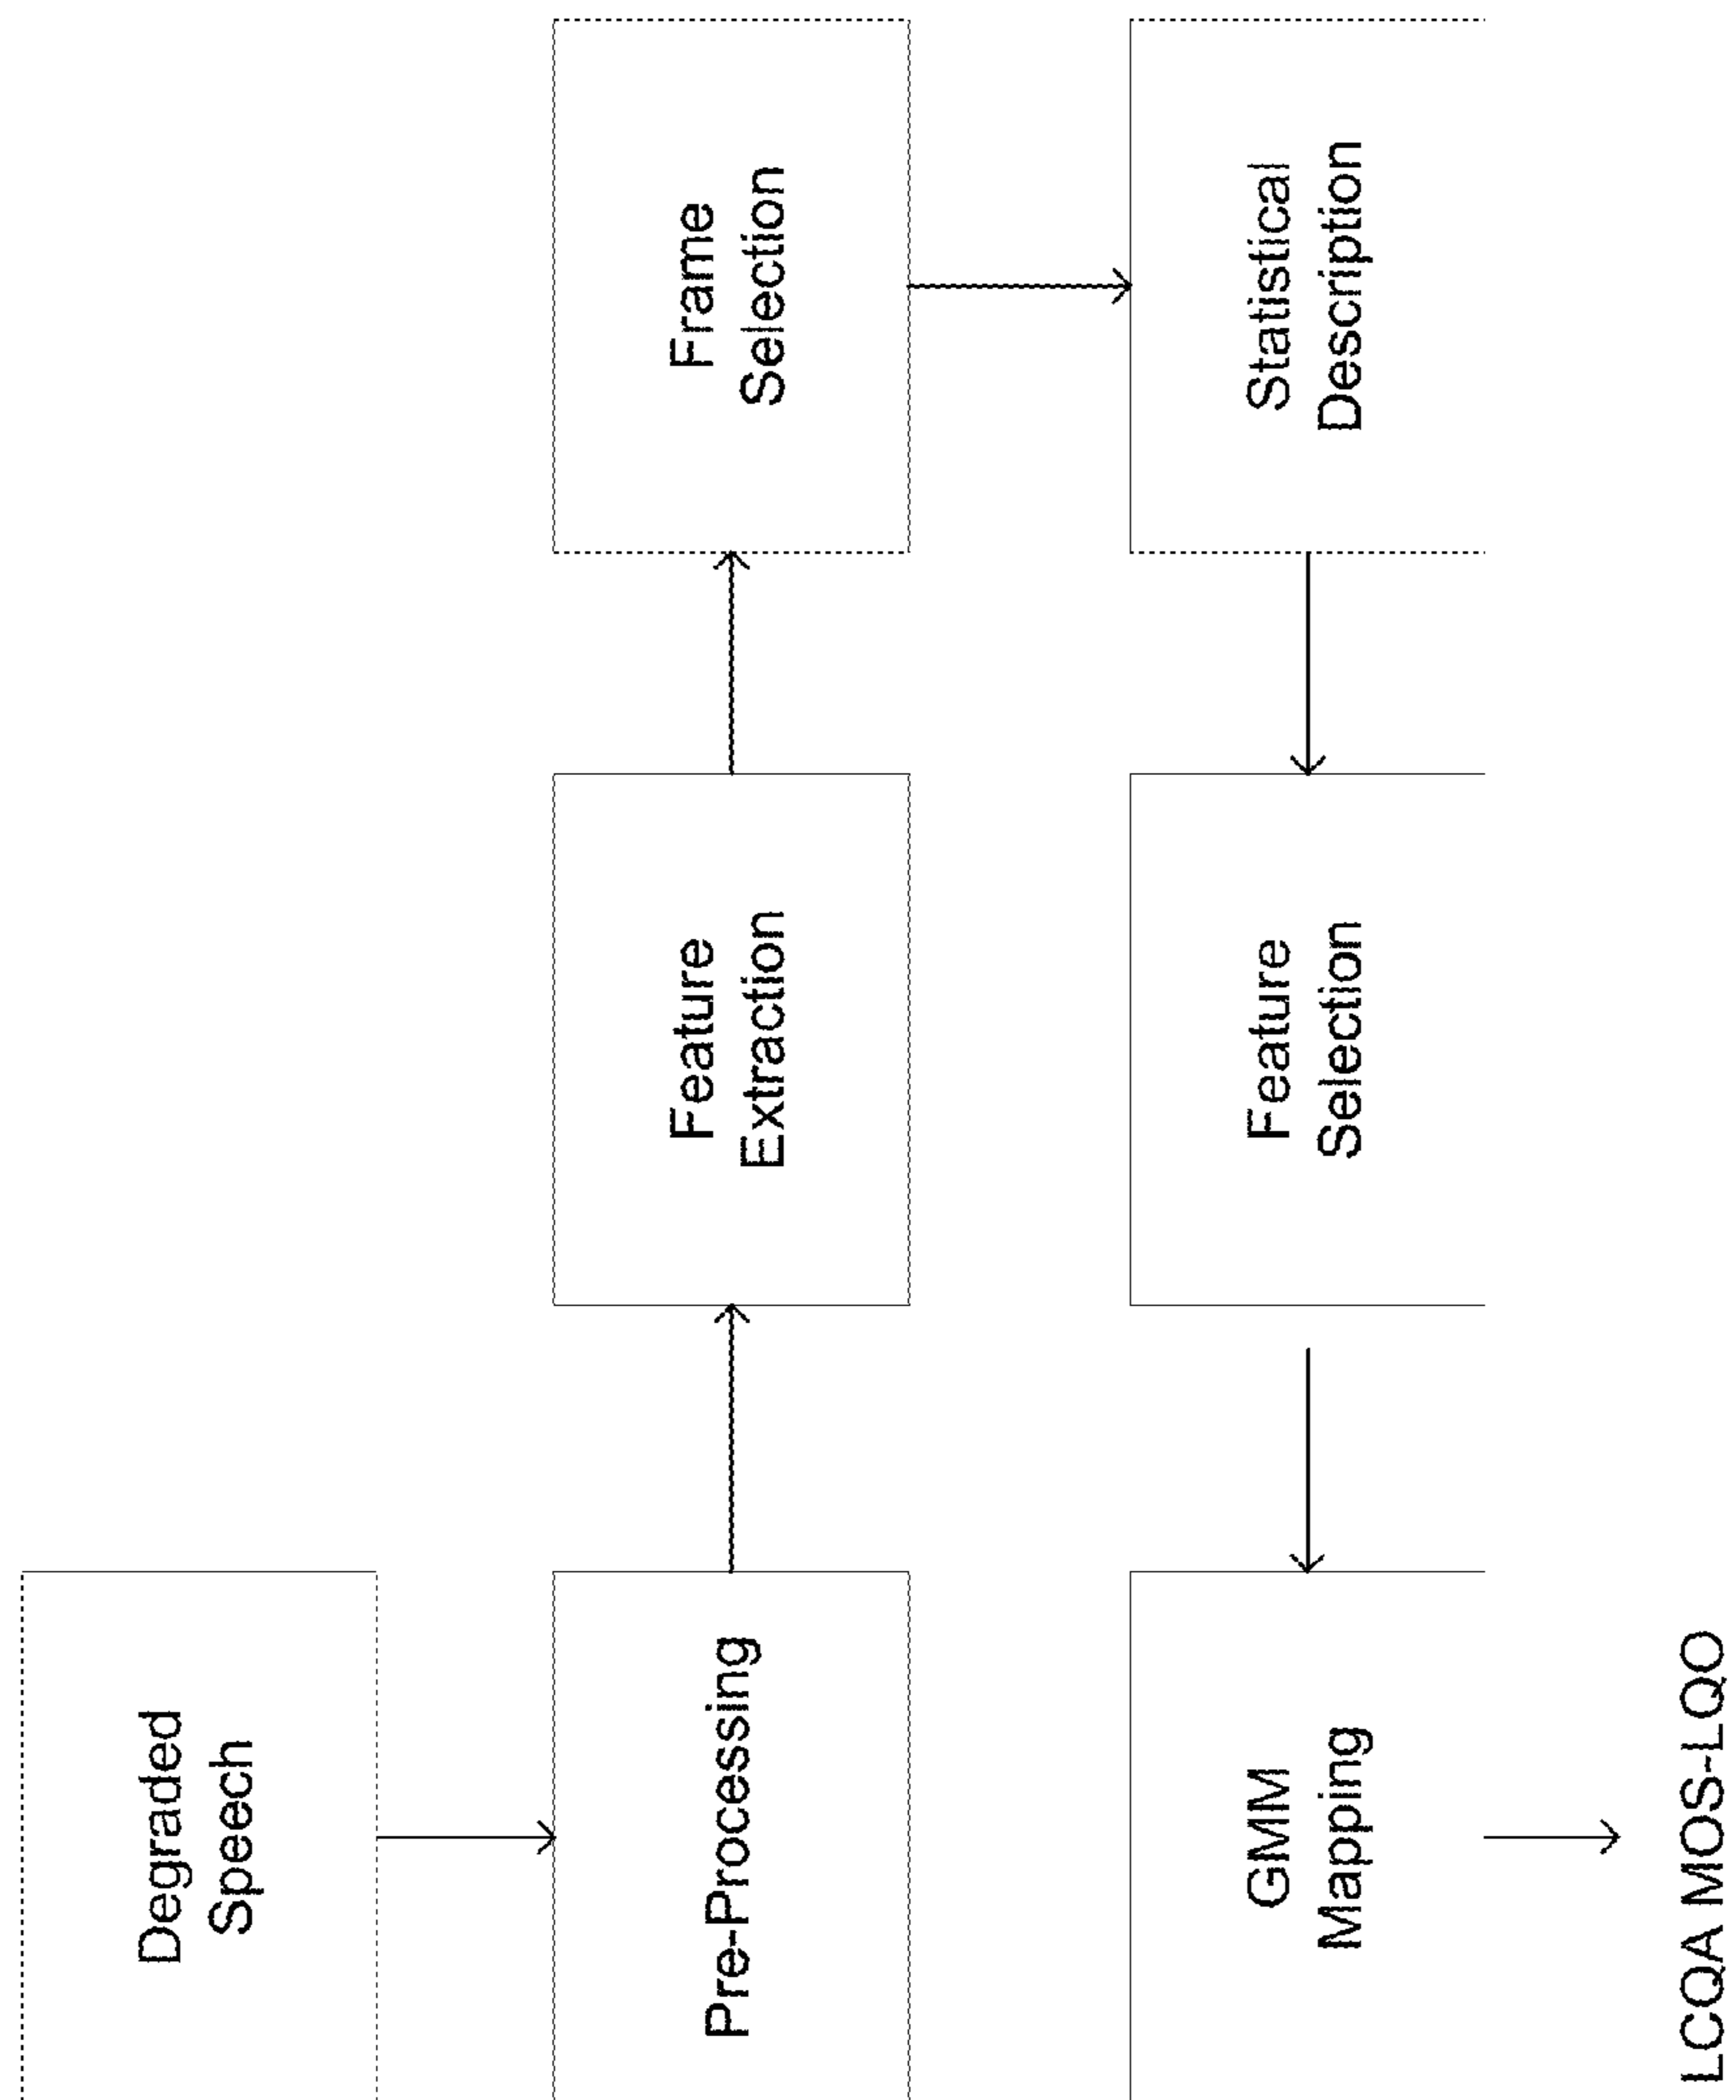 Degraded
Speech
Pre-Processing
Feature
Extraction
Frame
Selection
Statistical
Description
Feature
Selection
GMM
Mapping
LCQA MOS-LQO